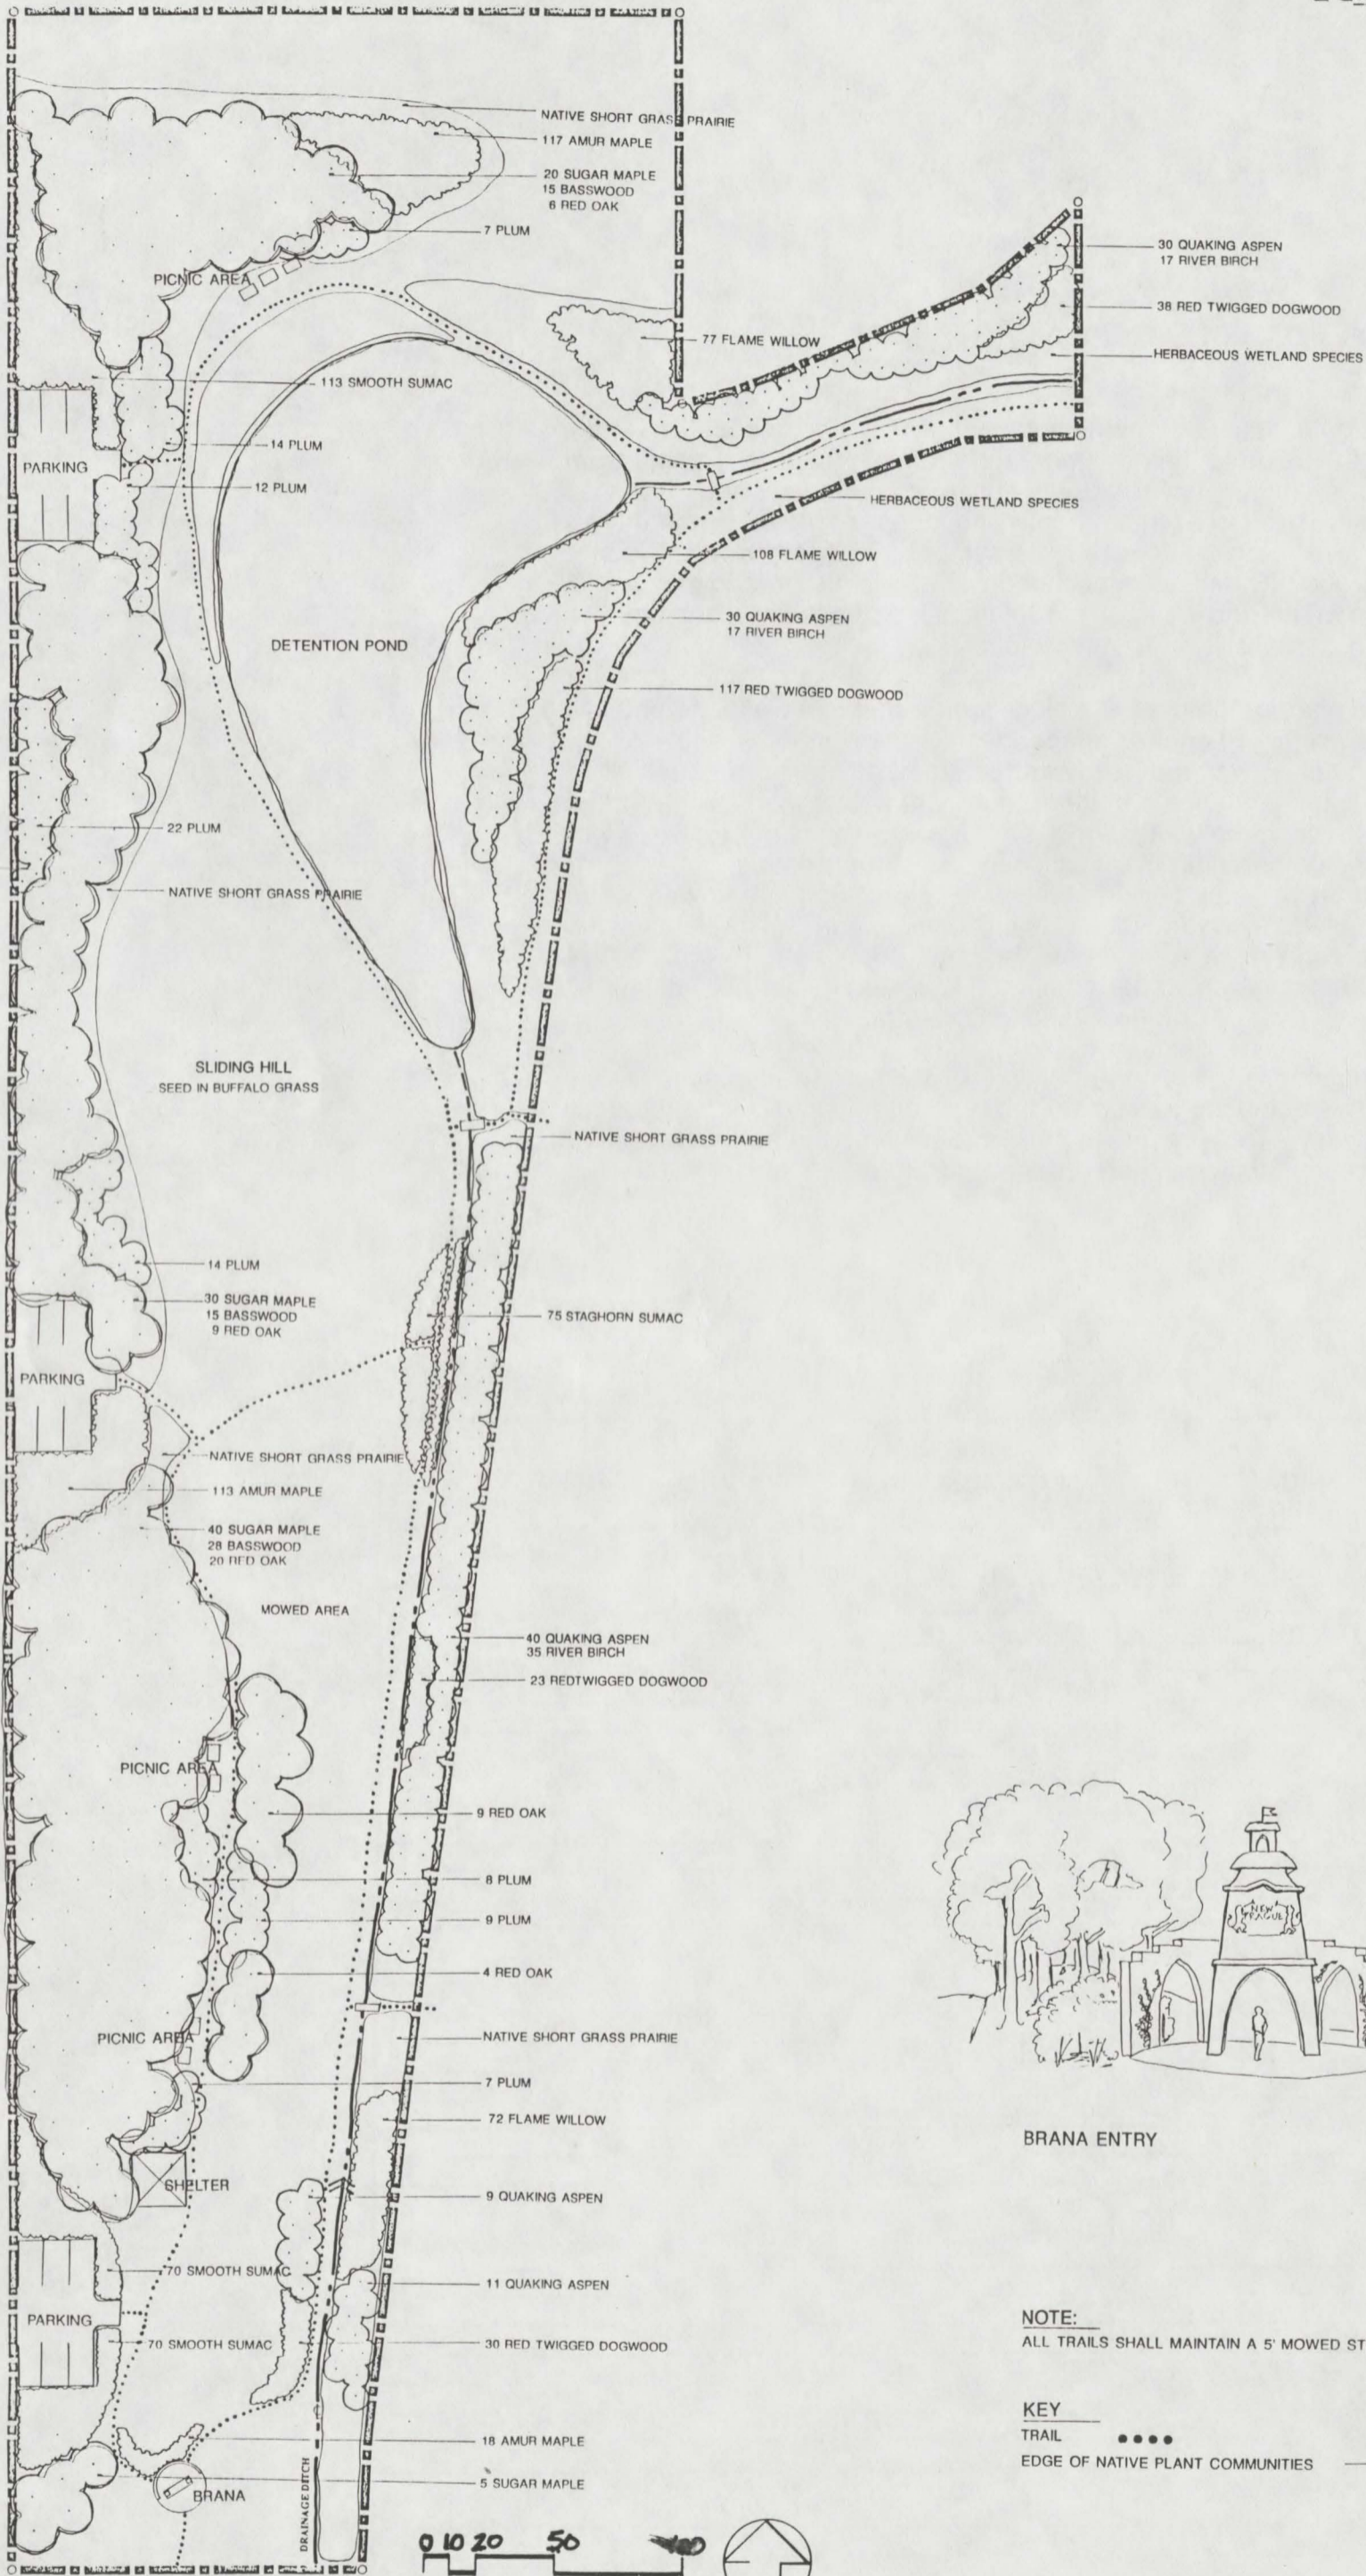 NATIVE SHORT GRASS PRAIRIE
117 AMUR MAPLE
20 SUGAR MAPLE
15 BASSWOOD
6 RED OAK
7 PLUM
PICNIC AREA
30 QUAKING ASPEN
17 RIVER BIRCH
38 RED TWIGGED DOGWOOD
77 FLAME WILLOW
HERBACEOUS WETLAND SPECIES
113 SMOOTH SUMAC
14 PLUM
PARKING
12 PLUM
HERBACEOUS WETLAND SPECIES
108 FLAME WILLOW
30 QUAKING ASPEN
17 RIVER BIRCH
DETENTION POND
117 RED TWIGGED DOGWOOD
22 PLUM
NATIVE SHORT GRASS PRAIRIE
SLIDING HILL
SEED IN BUFFALO GRASS
NATIVE SHORT GRASS PRAIRIE
14 PLUM
30 SUGAR MAPLE
15 BASSWOOD
9 RED OAK
75 STAGHORN SUMAC
PARKING
NATIVE SHORT GRASS PRAIRIE
113 AMUR MAPLE
40 SUGAR MAPLE
28 BASSWOOD
20 RED OAK
MOWED AREA
40 QUAKING ASPEN
35 RIVER BIRCH
23 REDTWIGGED DOGWOOD
PICNIC AREA
9 RED OAK
8 PLUM
9 PLUM
4 RED OAK
PICNIC AREA
NATIVE SHORT GRASS PRAIRIE
7 PLUM
72 FLAME WILLOW
SHELTER
9 QUAKING ASPEN
70 SMOOTH SUMAC
11 QUAKING ASPEN
PARKING
70 SMOOTH SUMAC
30 RED TWIGGED DOGWOOD
18 AMUR MAPLE
5 SUGAR MAPLE
BRANA
DRAINAGE DITCH
0 10 20 50
NEW
PRAGUE
BRANA ENTRY
NOTE:
ALL TRAILS SHALL MAINTAIN A 5' MOWED ST
KEY
TRAIL
EDGE OF NATIVE PLANT COMMUNITIES